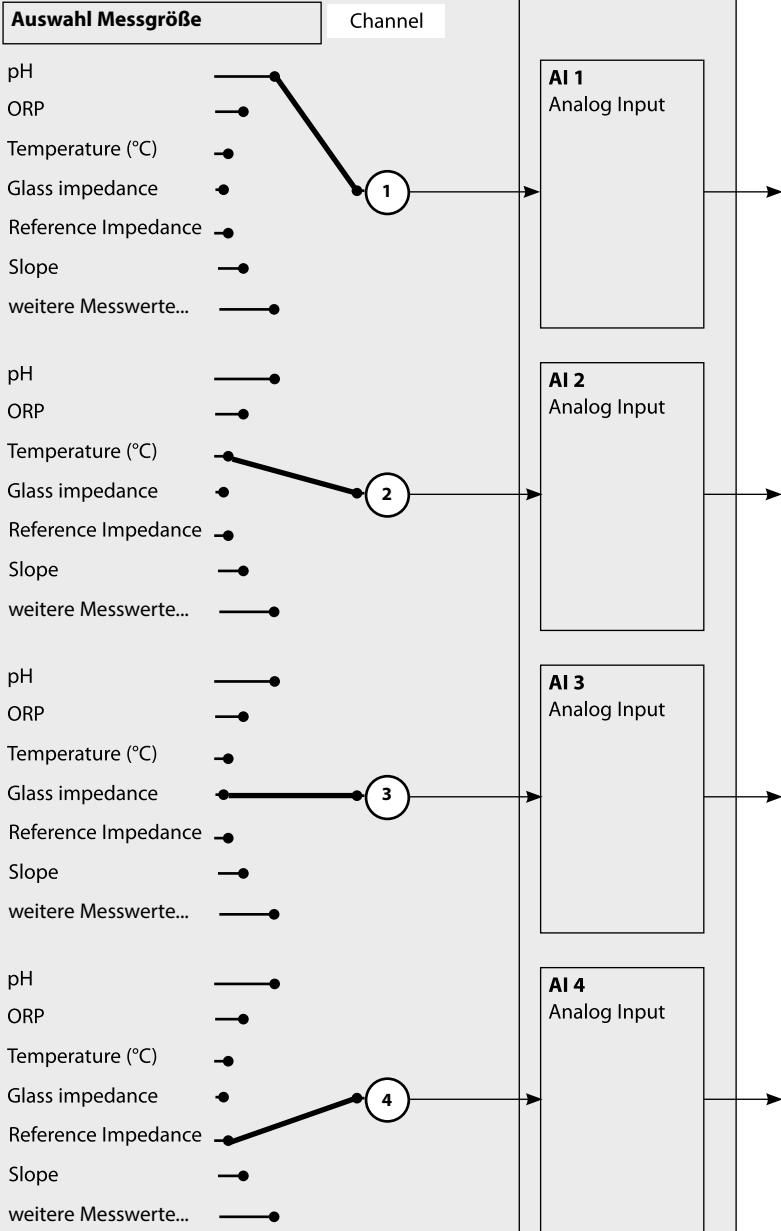 Auswahl Messgröße
Channel
pH
ORP
Temperature (°C)
Glass impedance
Reference Impedance
Slope
weitere Messwerte...
1
AI 1
Analog Input
pH
ORP
Temperature (°C)
Glass impedance
Reference Impedance
Slope
weitere Messwerte...
2
AI 2
Analog Input
pH
ORP
Temperature (°C)
Glass impedance
Reference Impedance
Slope
weitere Messwerte...
3
AI 3
Analog Input
pH
ORP
Temperature (°C)
Glass impedance
Reference Impedance
Slope
weitere Messwerte...
4
AI 4
Analog Input